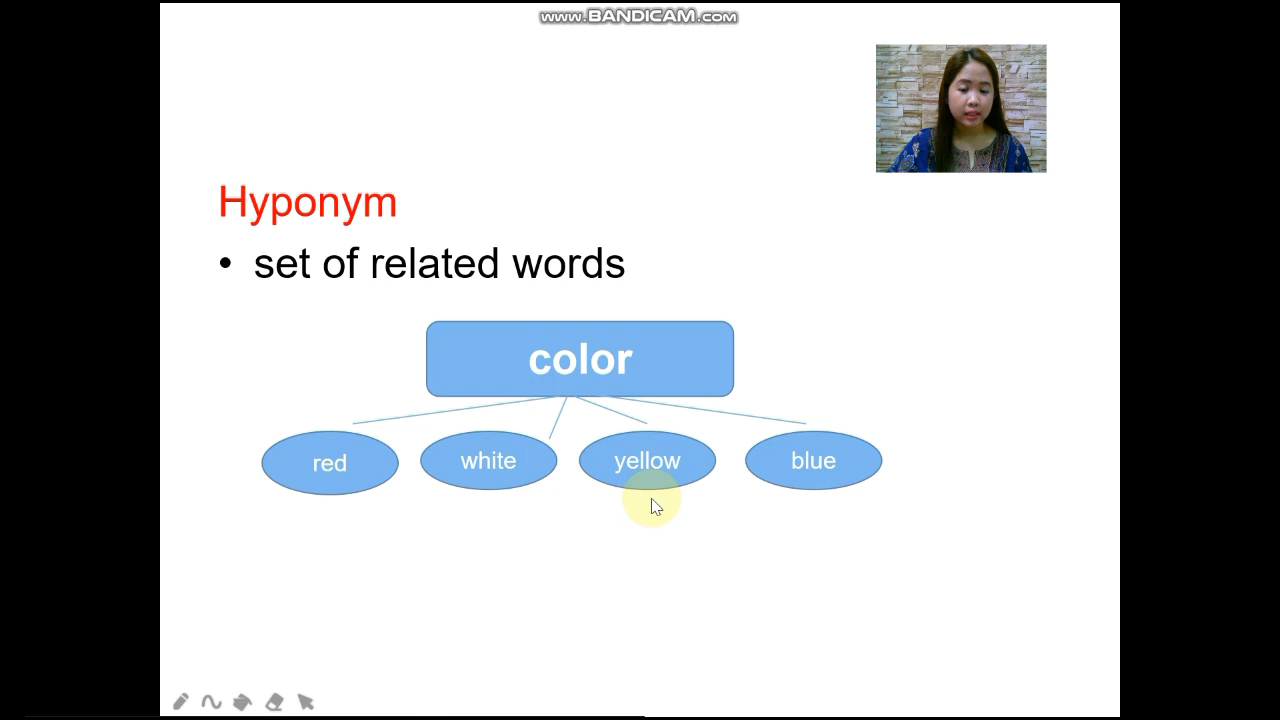 www.BANDICAM.com
Hyponym
• set of related words
color
red
white
yellow
blue